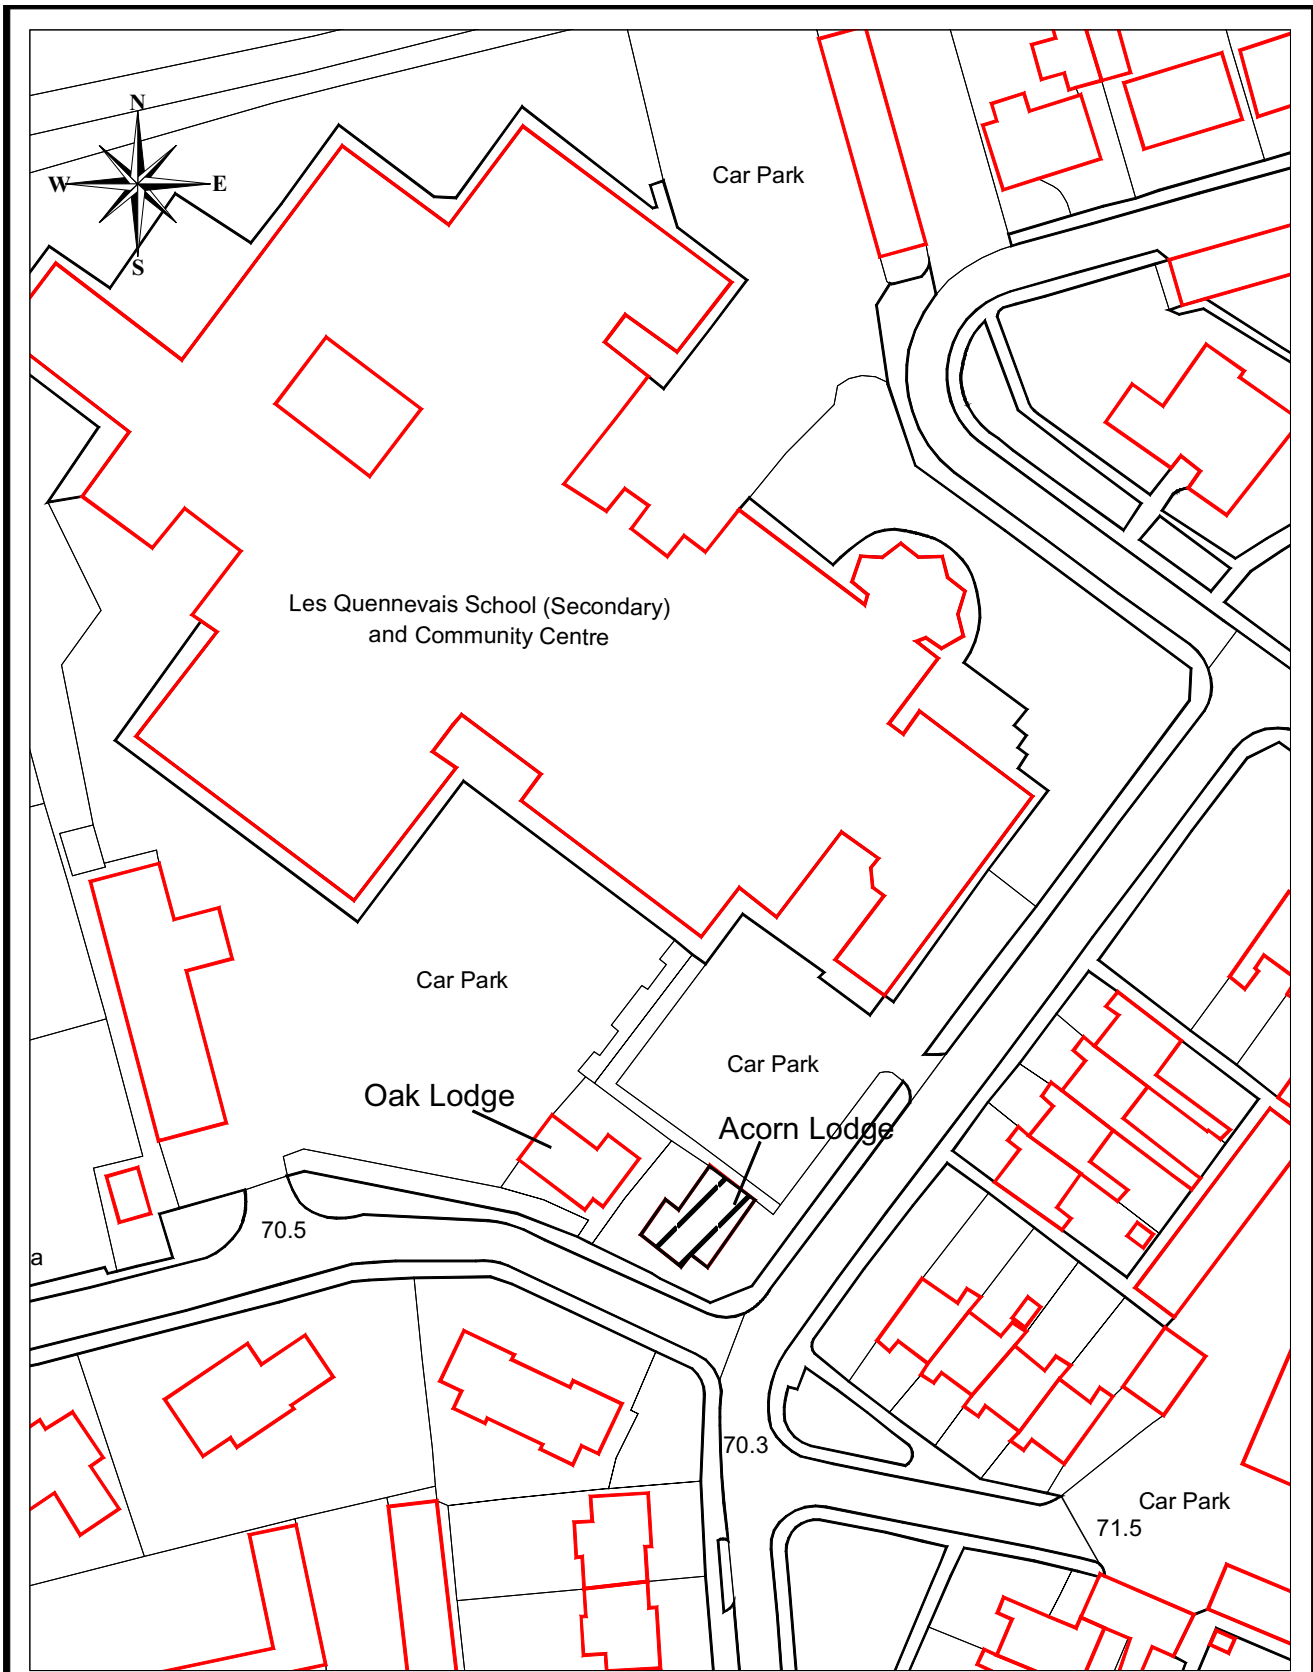 N
W
E
S
Car Park
Les Quennevais School (Secondary)
and Community Centre
Car Park
Car Park
Oak Lodge
Acorn Lodge
70.5
a
70.3
Car Park
71.5